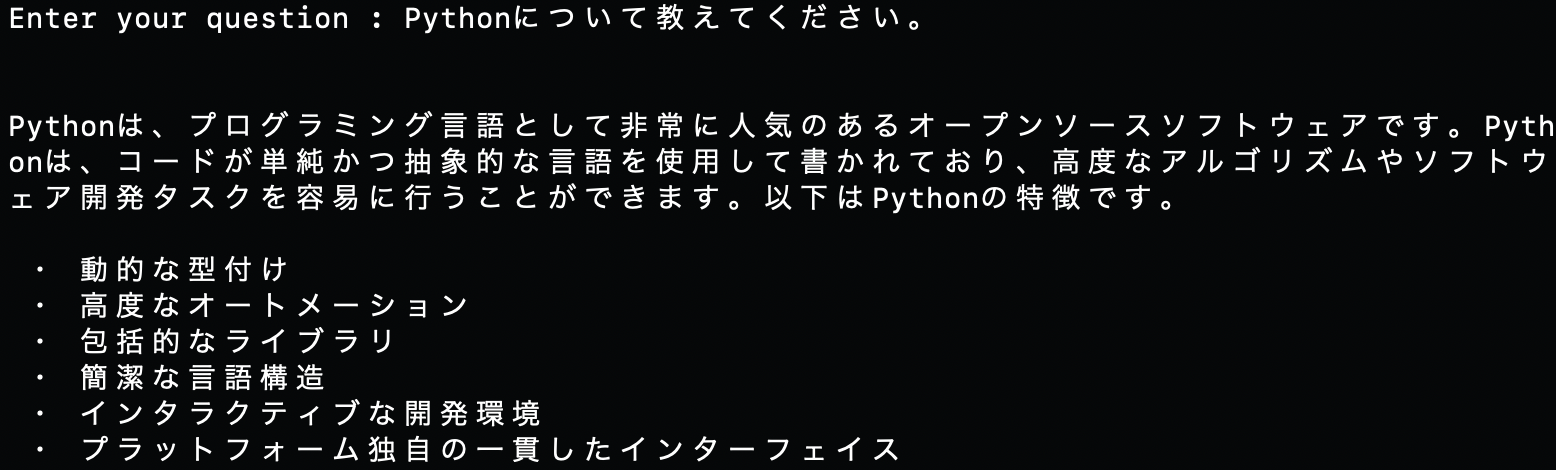 Enter your question : Pythonについて教えてください。
Pythonは、プログラミング言語として非常に人気のあるオープンソースソフトウェアです。Pyth
onは、コードが単純かつ抽象的な言語を使用して書かれており、高度なアルゴリズムやソフトウ
ェア開発タスクを容易に行うことができます。以下はPythonの特徴です。
・ 動的な型付け
・ 高度なオートメーション
・ 包括的なライブラリ
・ 簡潔な言語構造
・ インタラクティブな開発環境
・ プラットフォーム独自の一貫したインターフェイス